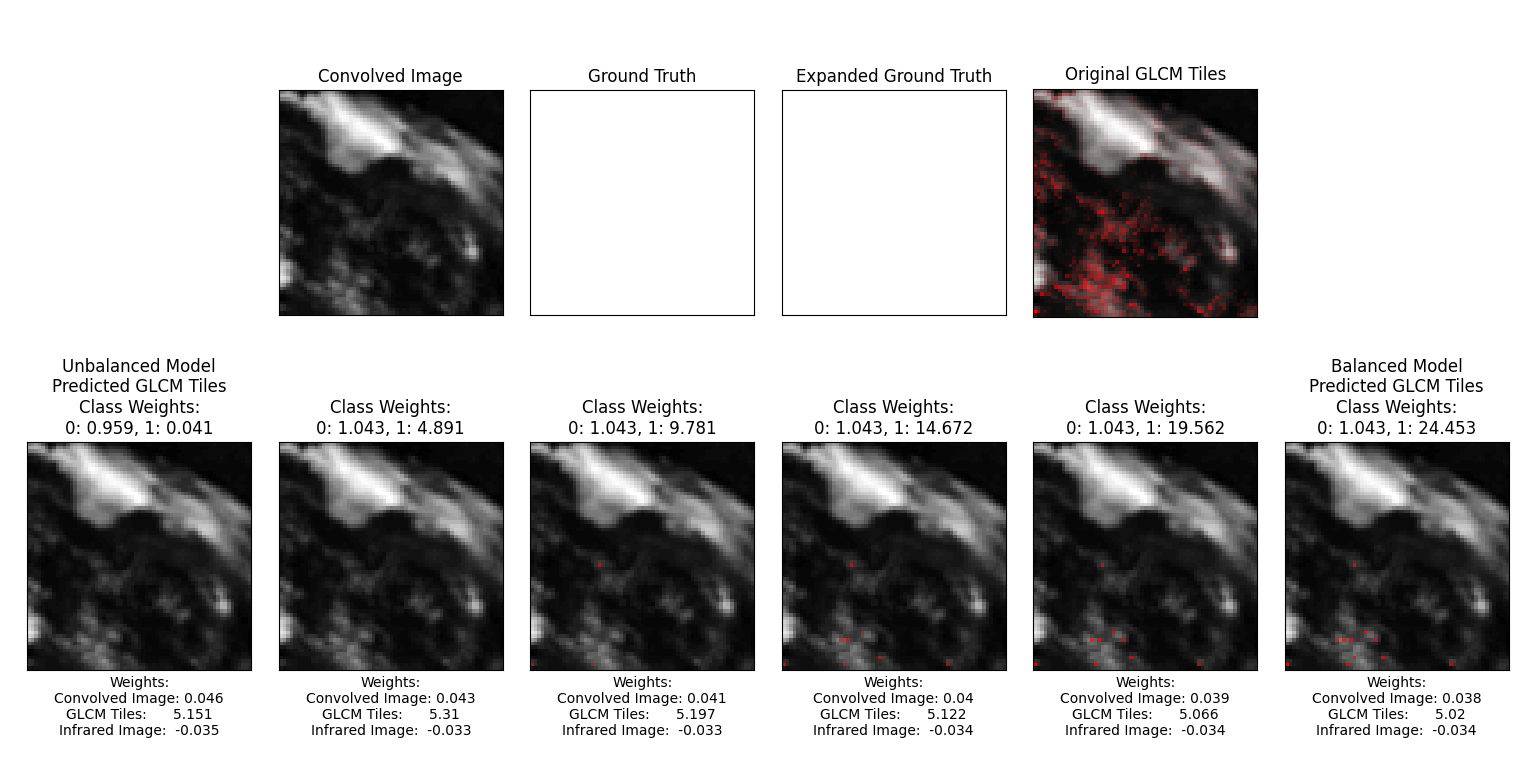 Convolved Image
Ground Truth
Expanded Ground Truth
Original GLCM Tiles
Unbalanced Model
Predicted GLCM Tiles
Class Weights:
0: 0.959, 1: 0.041
Class Weights:
0: 1.043, 1: 4.891
Class Weights:
0: 1.043, 1: 9.781
Class Weights:
0: 1.043, 1: 14.672
Class Weights:
0: 1.043, 1: 19.562
Balanced Model
Predicted GLCM Tiles
Class Weights:
0: 1.043, 1: 24.453
Weights:
Convolved Image: 0.046
GLCM Tiles: 5.151
Infrared Image: -0.035
Weights:
Convolved Image: 0.043
GLCM Tiles: 5.31
Infrared Image: -0.033
Weights:
Convolved Image: 0.041
GLCM Tiles: 5.197
Infrared Image: -0.033
Weights:
Convolved Image: 0.04
GLCM Tiles: 5.122
Infrared Image: -0.034
Weights:
Convolved Image: 0.039
GLCM Tiles: 5.066
Infrared Image: -0.034
Weights:
Convolved Image: 0.038
GLCM Tiles: 5.02
Infrared Image: -0.034